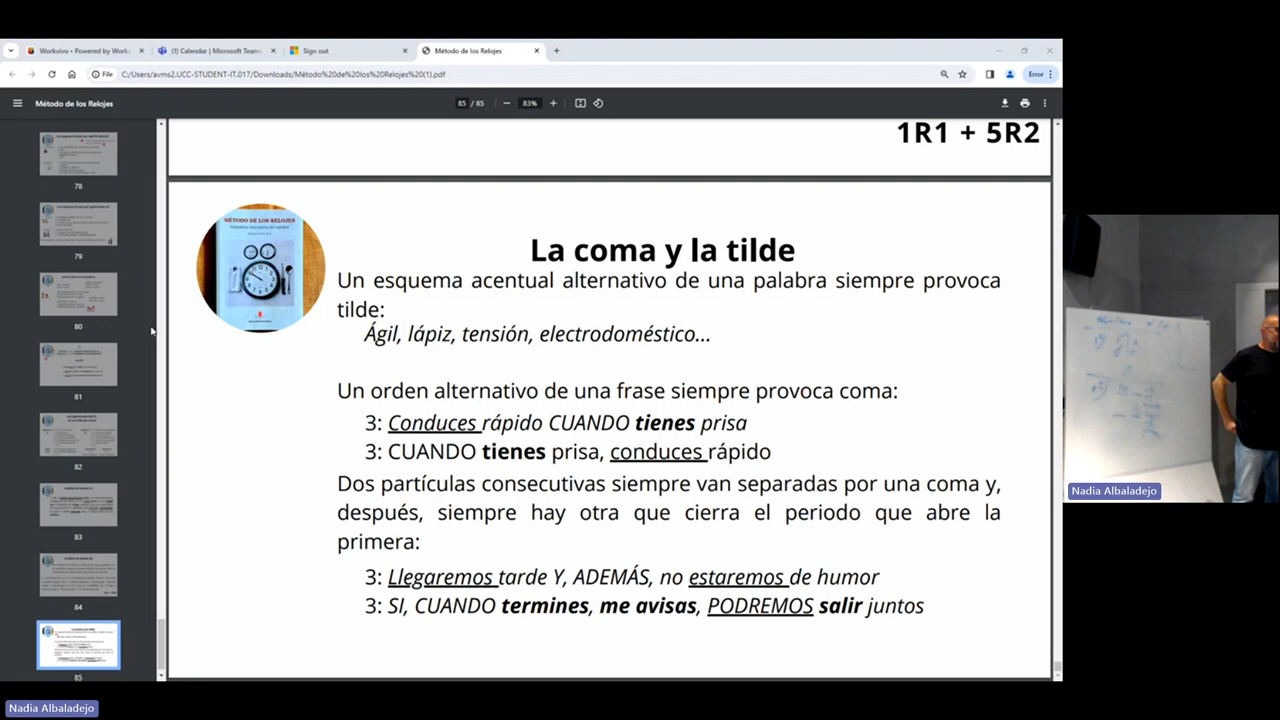 Workvivo • Powered by Work
(1) Calendar | Microsoft Teams
Sign out
Método de los Relojes
File
C:/Users/avms2.UCC-STUDENT-IT.017/Downloads/Método%20de%20los%20Relojes%20(1).pdf
Error
Método de los Relojes
85 / 85
83%
78
79
80
81
82
83
84
85
1R1 + 5R2
MÉTODO DE LOS RELOJES
La coma y la tilde
Un esquema acentual alternativo de una palabra siempre provoca
tilde:
Ágil, lápiz, tensión, electrodoméstico...
Un orden alternativo de una frase siempre provoca coma:
3: Conduces rápido CUANDO tienes prisa
3: CUANDO tienes prisa, conduces rápido
Dos partículas consecutivas siempre van separadas por una coma y,
después, siempre hay otra que cierra el periodo que abre la
primera:
3: Llegaremos tarde Y, ADEMÁS, no estaremos de humor
3: SI, CUANDO termines, me avisas, PODREMOS salir juntos
Nadia Albaladejo
Nadia Albaladejo